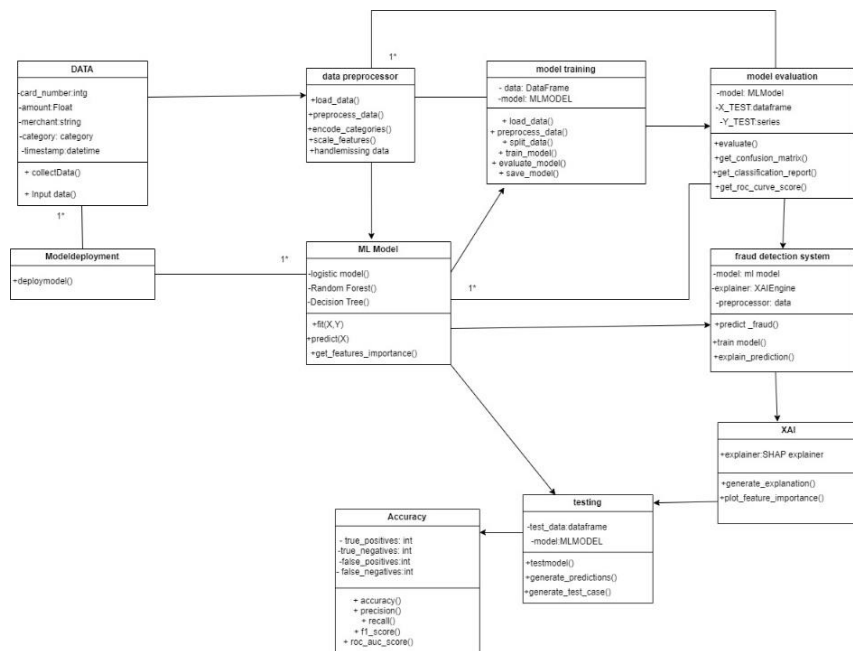 DATA
-card_number:intg
-amount:Float
-merchant:string
-category: category
-timestamp:datetime
+ collectData()
+ Input data()
1*
data preprocessor
+load_data()
+preprocess_data()
+encode_categories()
+scale_features()
+handlemissing data
1*
model training
- data: DataFrame
-model: MLMODEL
+ load_data()
+ preprocess_data()
+ split_data()
+ train_model()
+ evaluate_model()
+ save_model()
model evaluation
-model: MLModel
-X_TEST:dataframe
-Y_TEST:series
+evaluate()
+get_confusion_matrix()
+get_classification_report()
+get_roc_curve_score()
Modeldeployment
+deploymodel()
1*
ML Model
-logistic model()
-Random Forest()
-Decision Tree()
+fit(X,Y)
+predict(X)
+get_features_importance()
1*
fraud detection system
-model: ml model
-explainer: XAIEngine
-preprocessor: data
+predict _fraud()
+train model()
+explain_prediction()
XAI
+explainer:SHAP explainer
+generate_explanation()
+plot_feature_importance()
testing
-test_data:dataframe
-model:MLMODEL
+testmodel()
+generate_predictions()
+generate_test_case()
Accuracy
- true_positives: int
-true_negatives: int
-false_positives:int
- false_negatives:int
+ accuracy()
+ precision()
+ recall()
+ f1_score()
+ roc_auc_score()